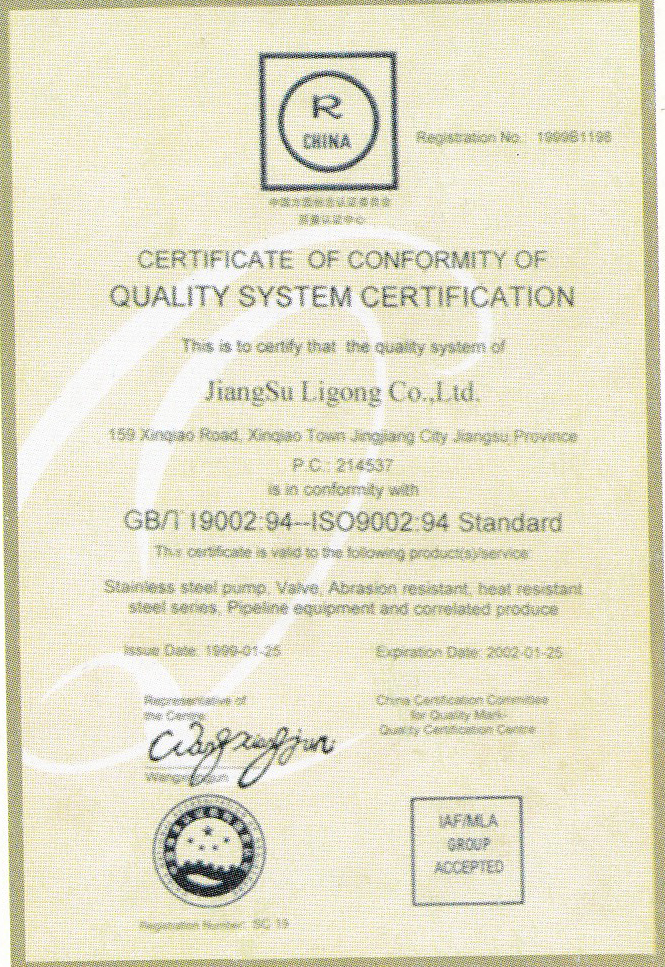 R
CHINA
Registration No. 1999B1198
CERTIFICATE OF CONFORMITY OF
QUALITY SYSTEM CERTIFICATION
This is to certify that the quality system of
JiangSu Ligong Co.,Ltd.
159 Xinqiao Road, Xinqiao Town Jingjiang City Jiangsu Province
P.C.: 214537
is in conformity with
GB/T 19002:94--ISO9002:94 Standard
This certificate is valid to the following product(s)/service:
Stainless steel pump, Valve, Abrasion resistant, heat resistant
steel series, Pipeline equipment and correlated produce
Issue Date: 1999-01-25
Expiration Date: 2002-01-25
Representative of
the Centre:
China Certification Committee
for Quality Mark-
Quality Certification Centre
IAF/MLA
GROUP
ACCEPTED
Registration Number: SC 19